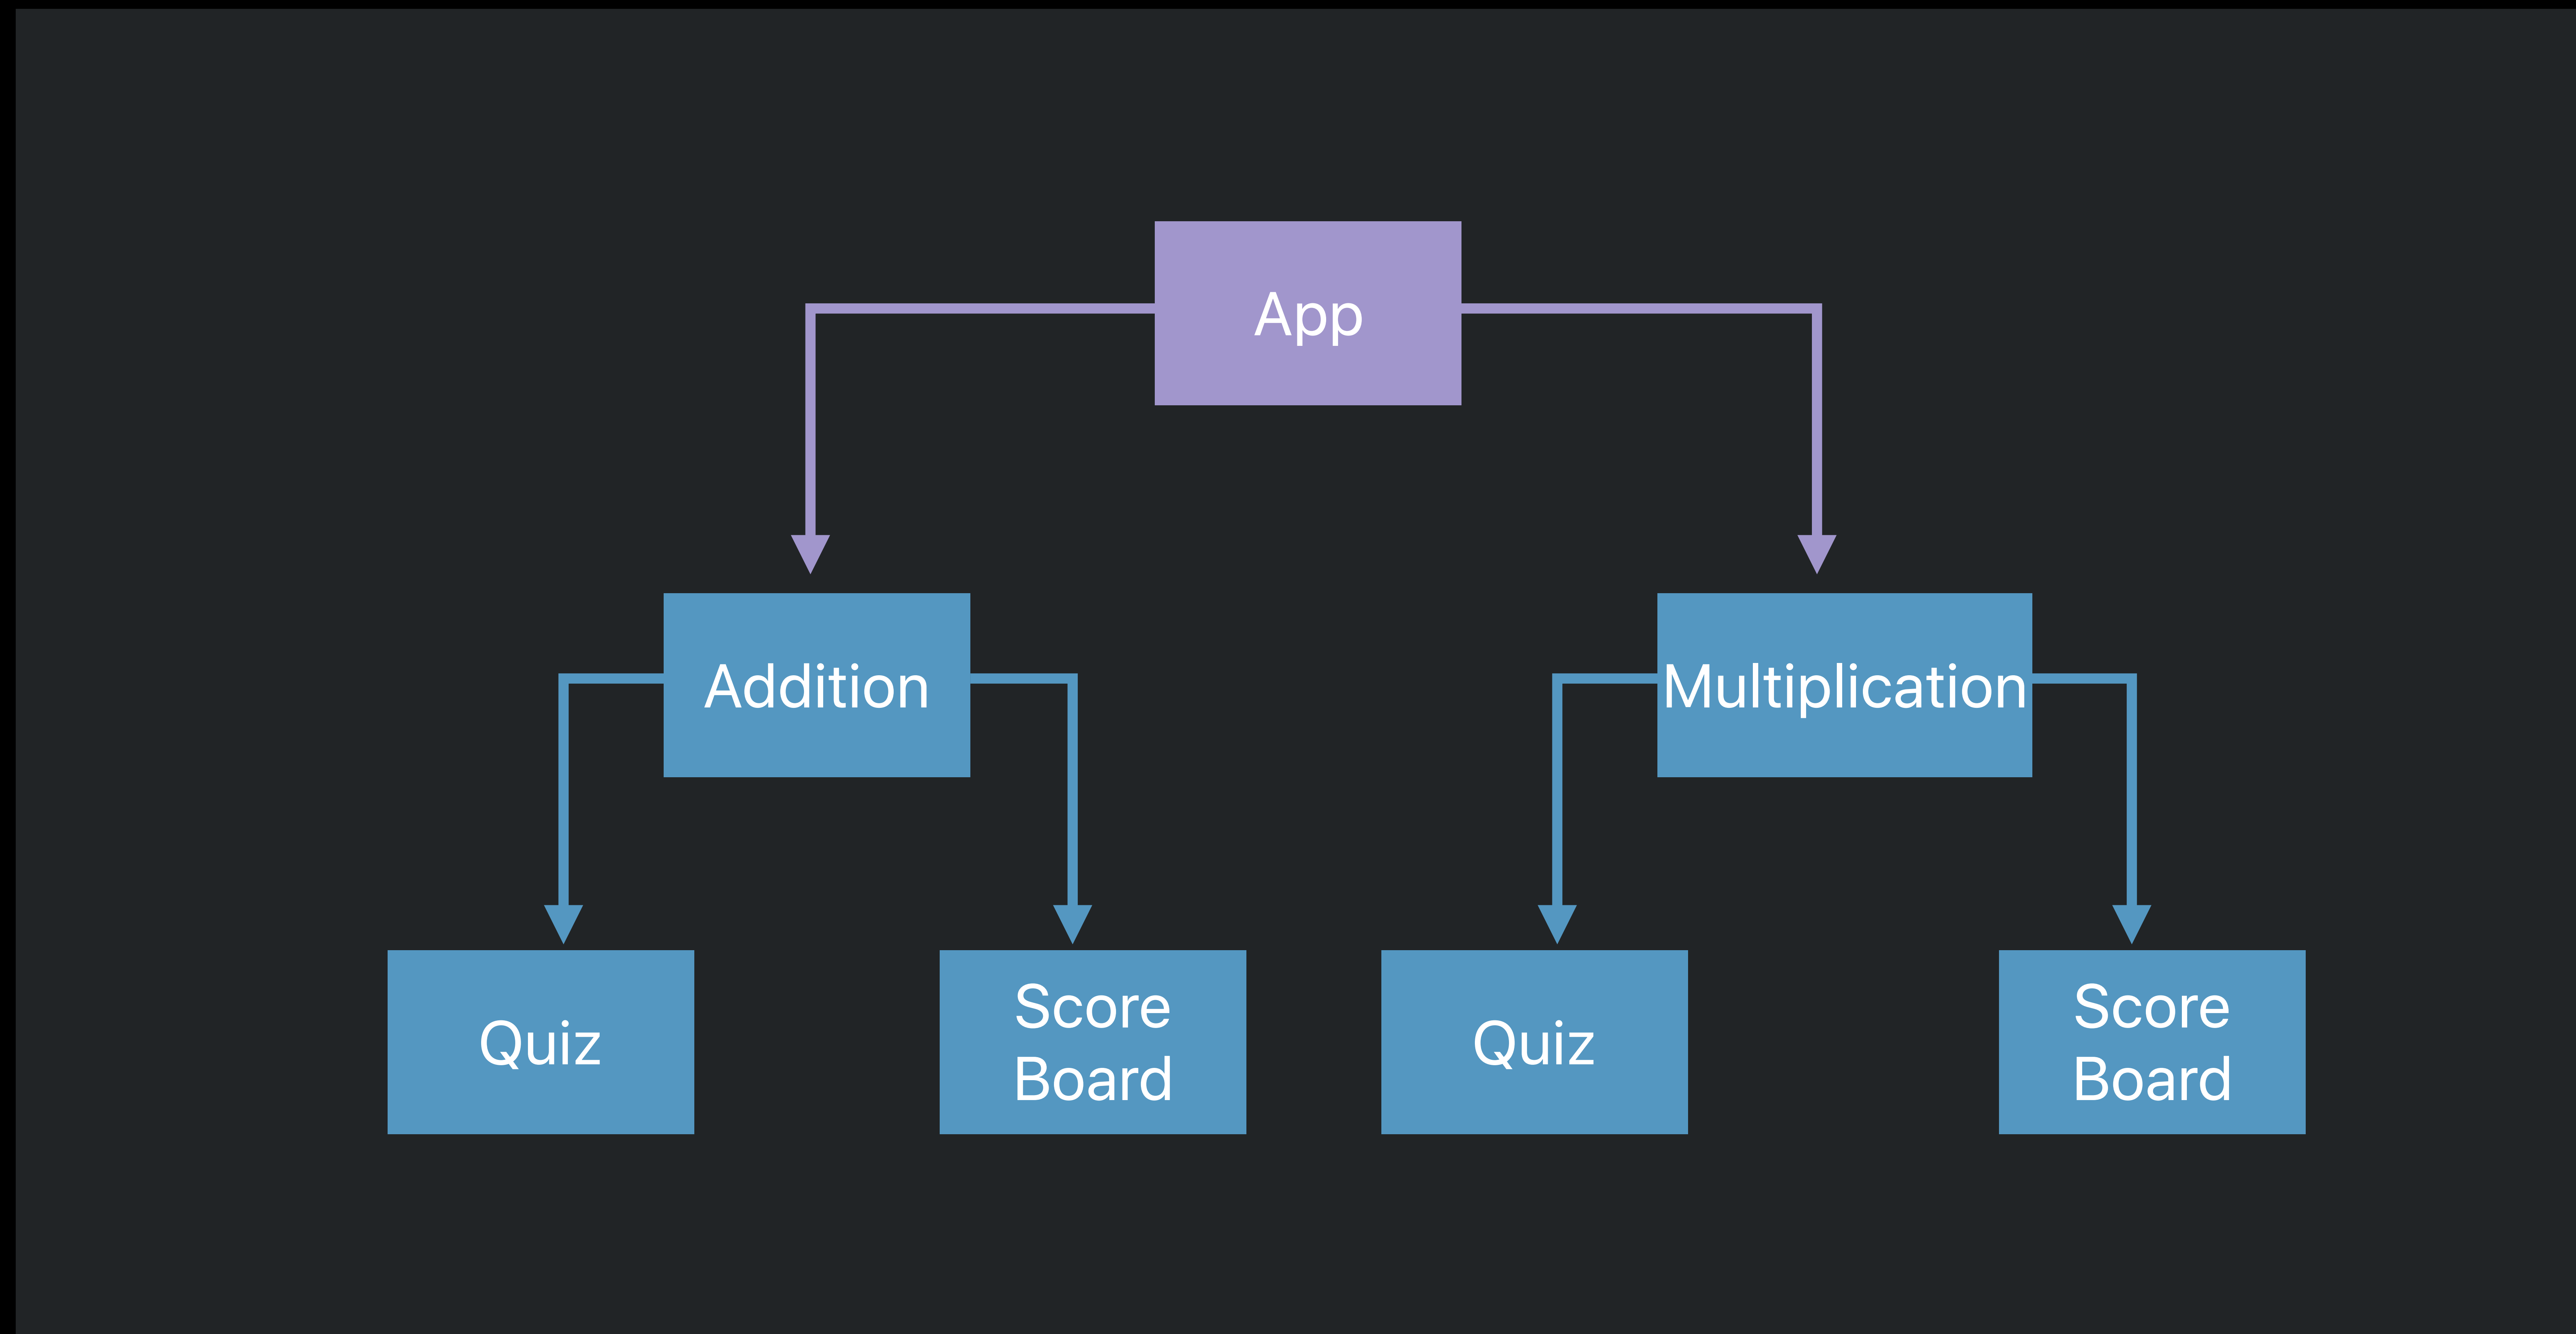 App
Addition
Multiplication
Quiz
Score
Board
Quiz
Score
Board